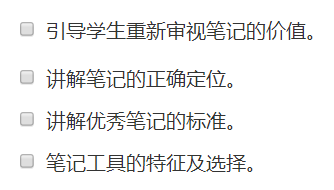 引导学生重新审视笔记的价值。
讲解笔记的正确定位。
讲解优秀笔记的标准。
笔记工具的特征及选择。